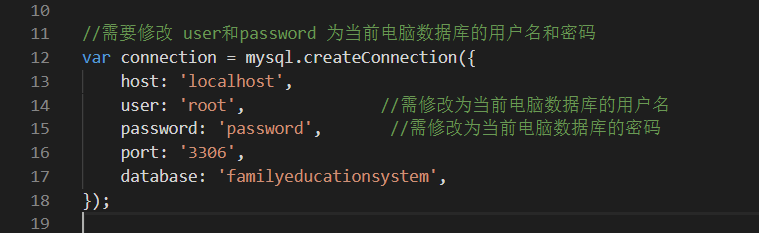 10
11 //需要修改 user和password 为当前电脑数据库的用户名和密码
12 var connection = mysql.createConnection({
13 host: 'localhost',
14 user: 'root', //需修改为当前电脑数据库的用户名
15 password: 'password', //需修改为当前电脑数据库的密码
16 port: '3306',
17 database: 'familyeducationsystem',
18 });
19